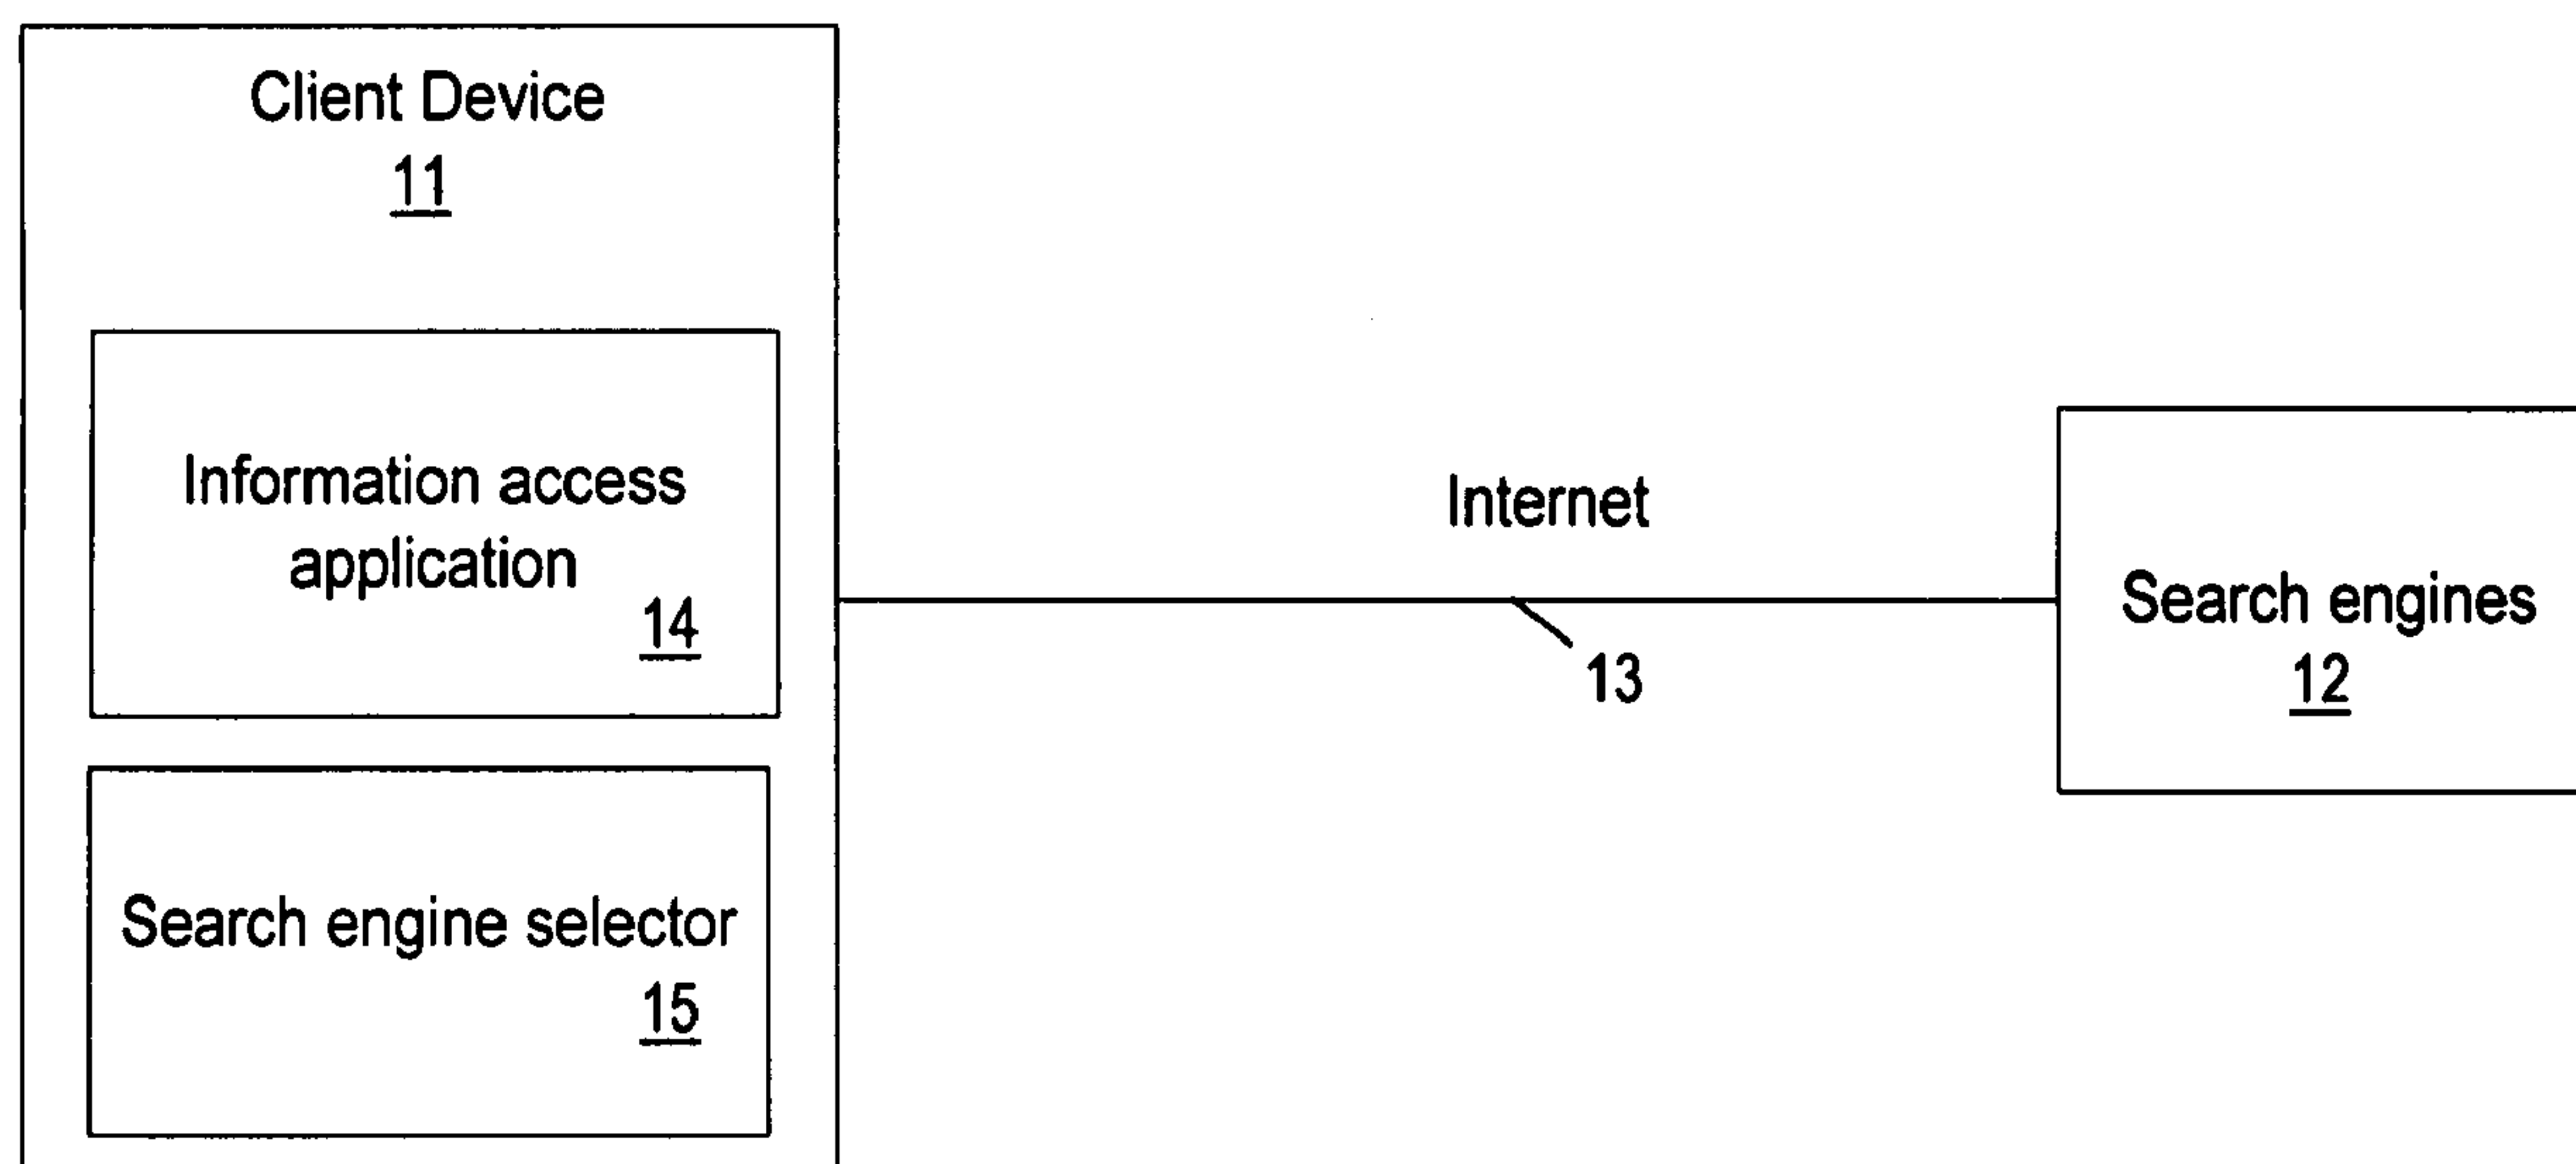 Client Device
11
Information access
application
14
Search engine selector
15
Internet
13
Search engines
12